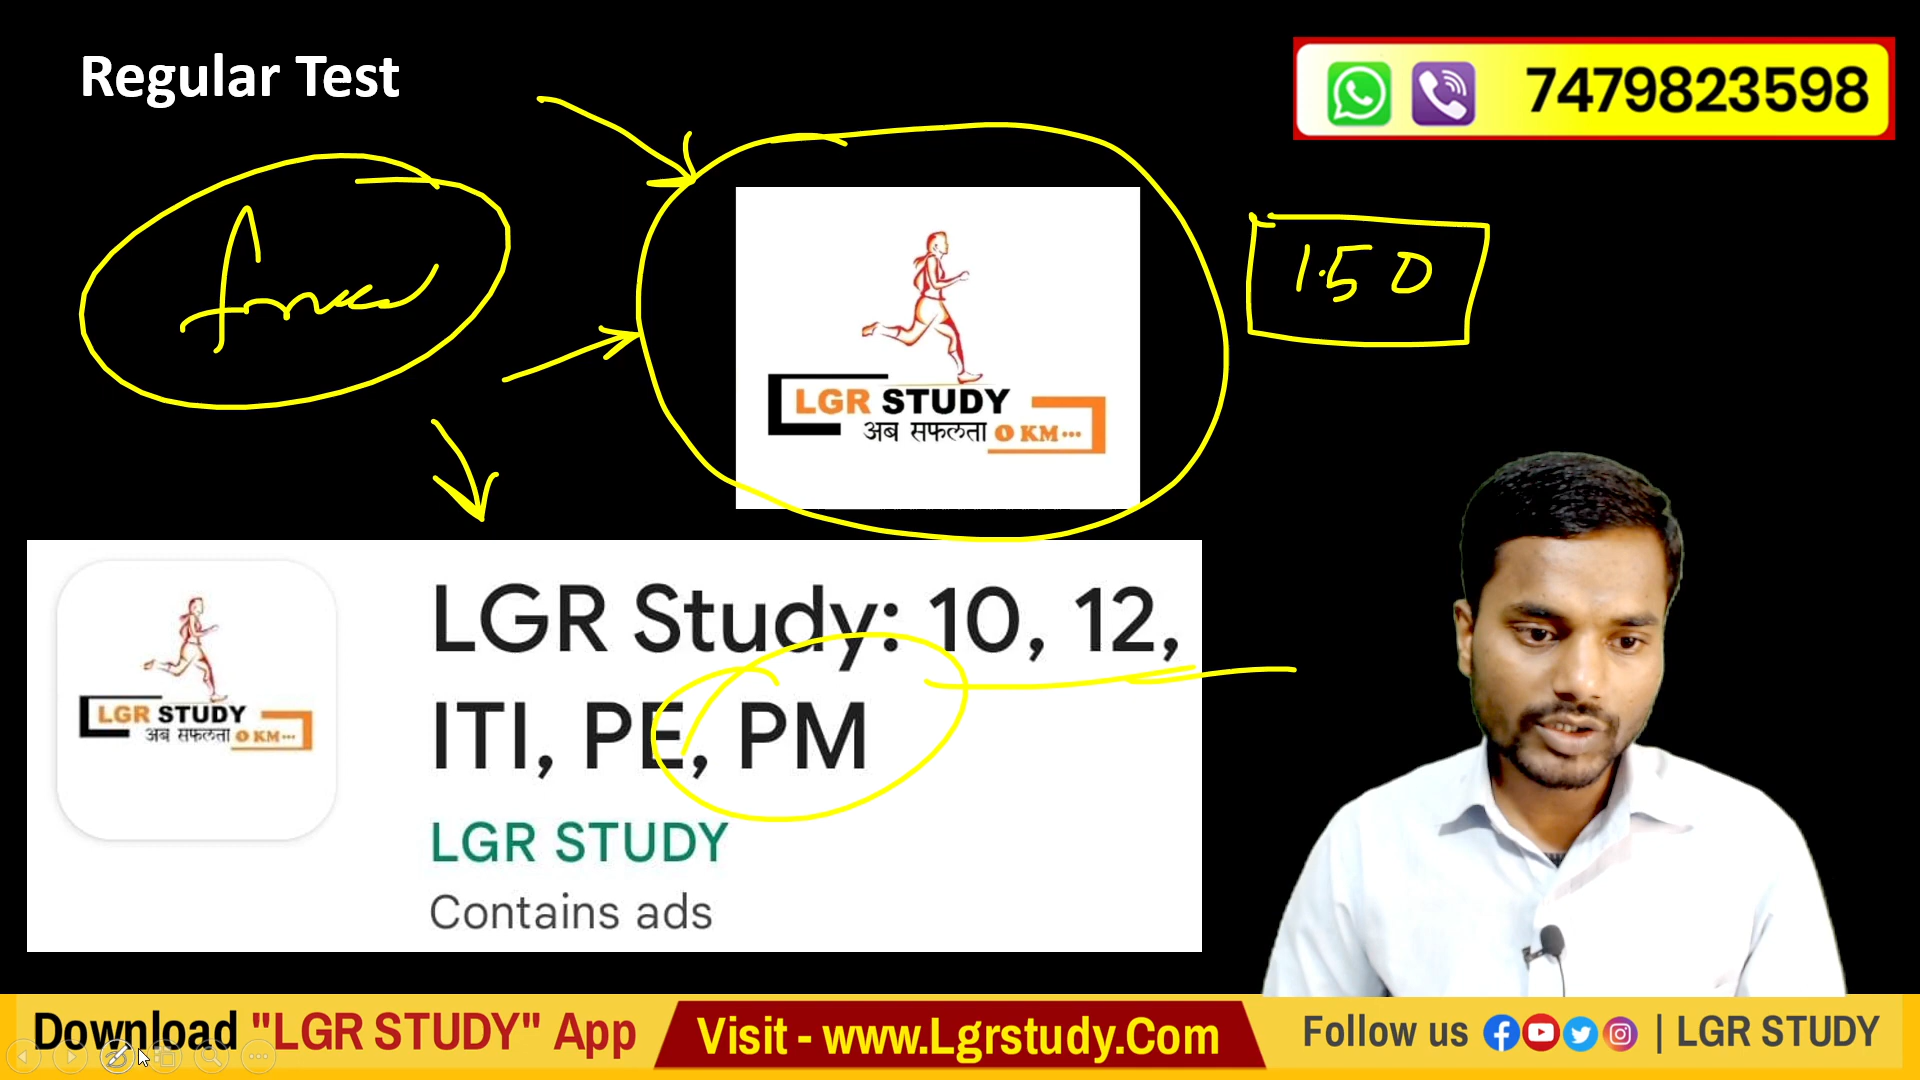 Regular Test
7479823598
150
LGR STUDY
अब सफलता 0 KM...
LGR Study: 10, 12,
ITI, PE, PM
LGR STUDY
अब सफलता 0 KM...
LGR STUDY
Contains ads
Download "LGR STUDY" App
Visit - www.Lgrstudy.Com
Follow us | LGR STUDY